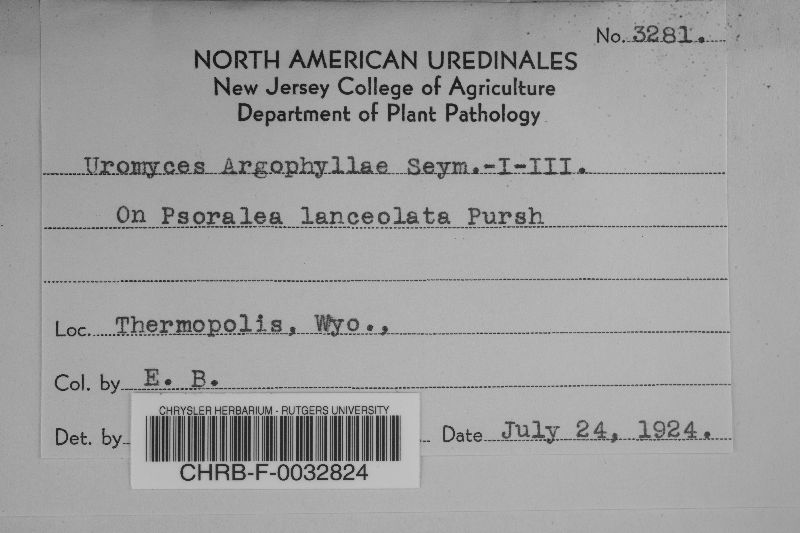 No. 3281.
NORTH AMERICAN UREDINALES
New Jersey College of Agriculture
Department of Plant Pathology
Uromyces Argophyllae Seym.-I-III.
On Psoralea lanceolata Pursh
Loc. Thermopolis, Wyo.,
Col. by E. B.
Det. by
Date July 24, 1924.
CHRYSLER HERBARIUM - RUTGERS UNIVERSITY
CHRB-F-0032824